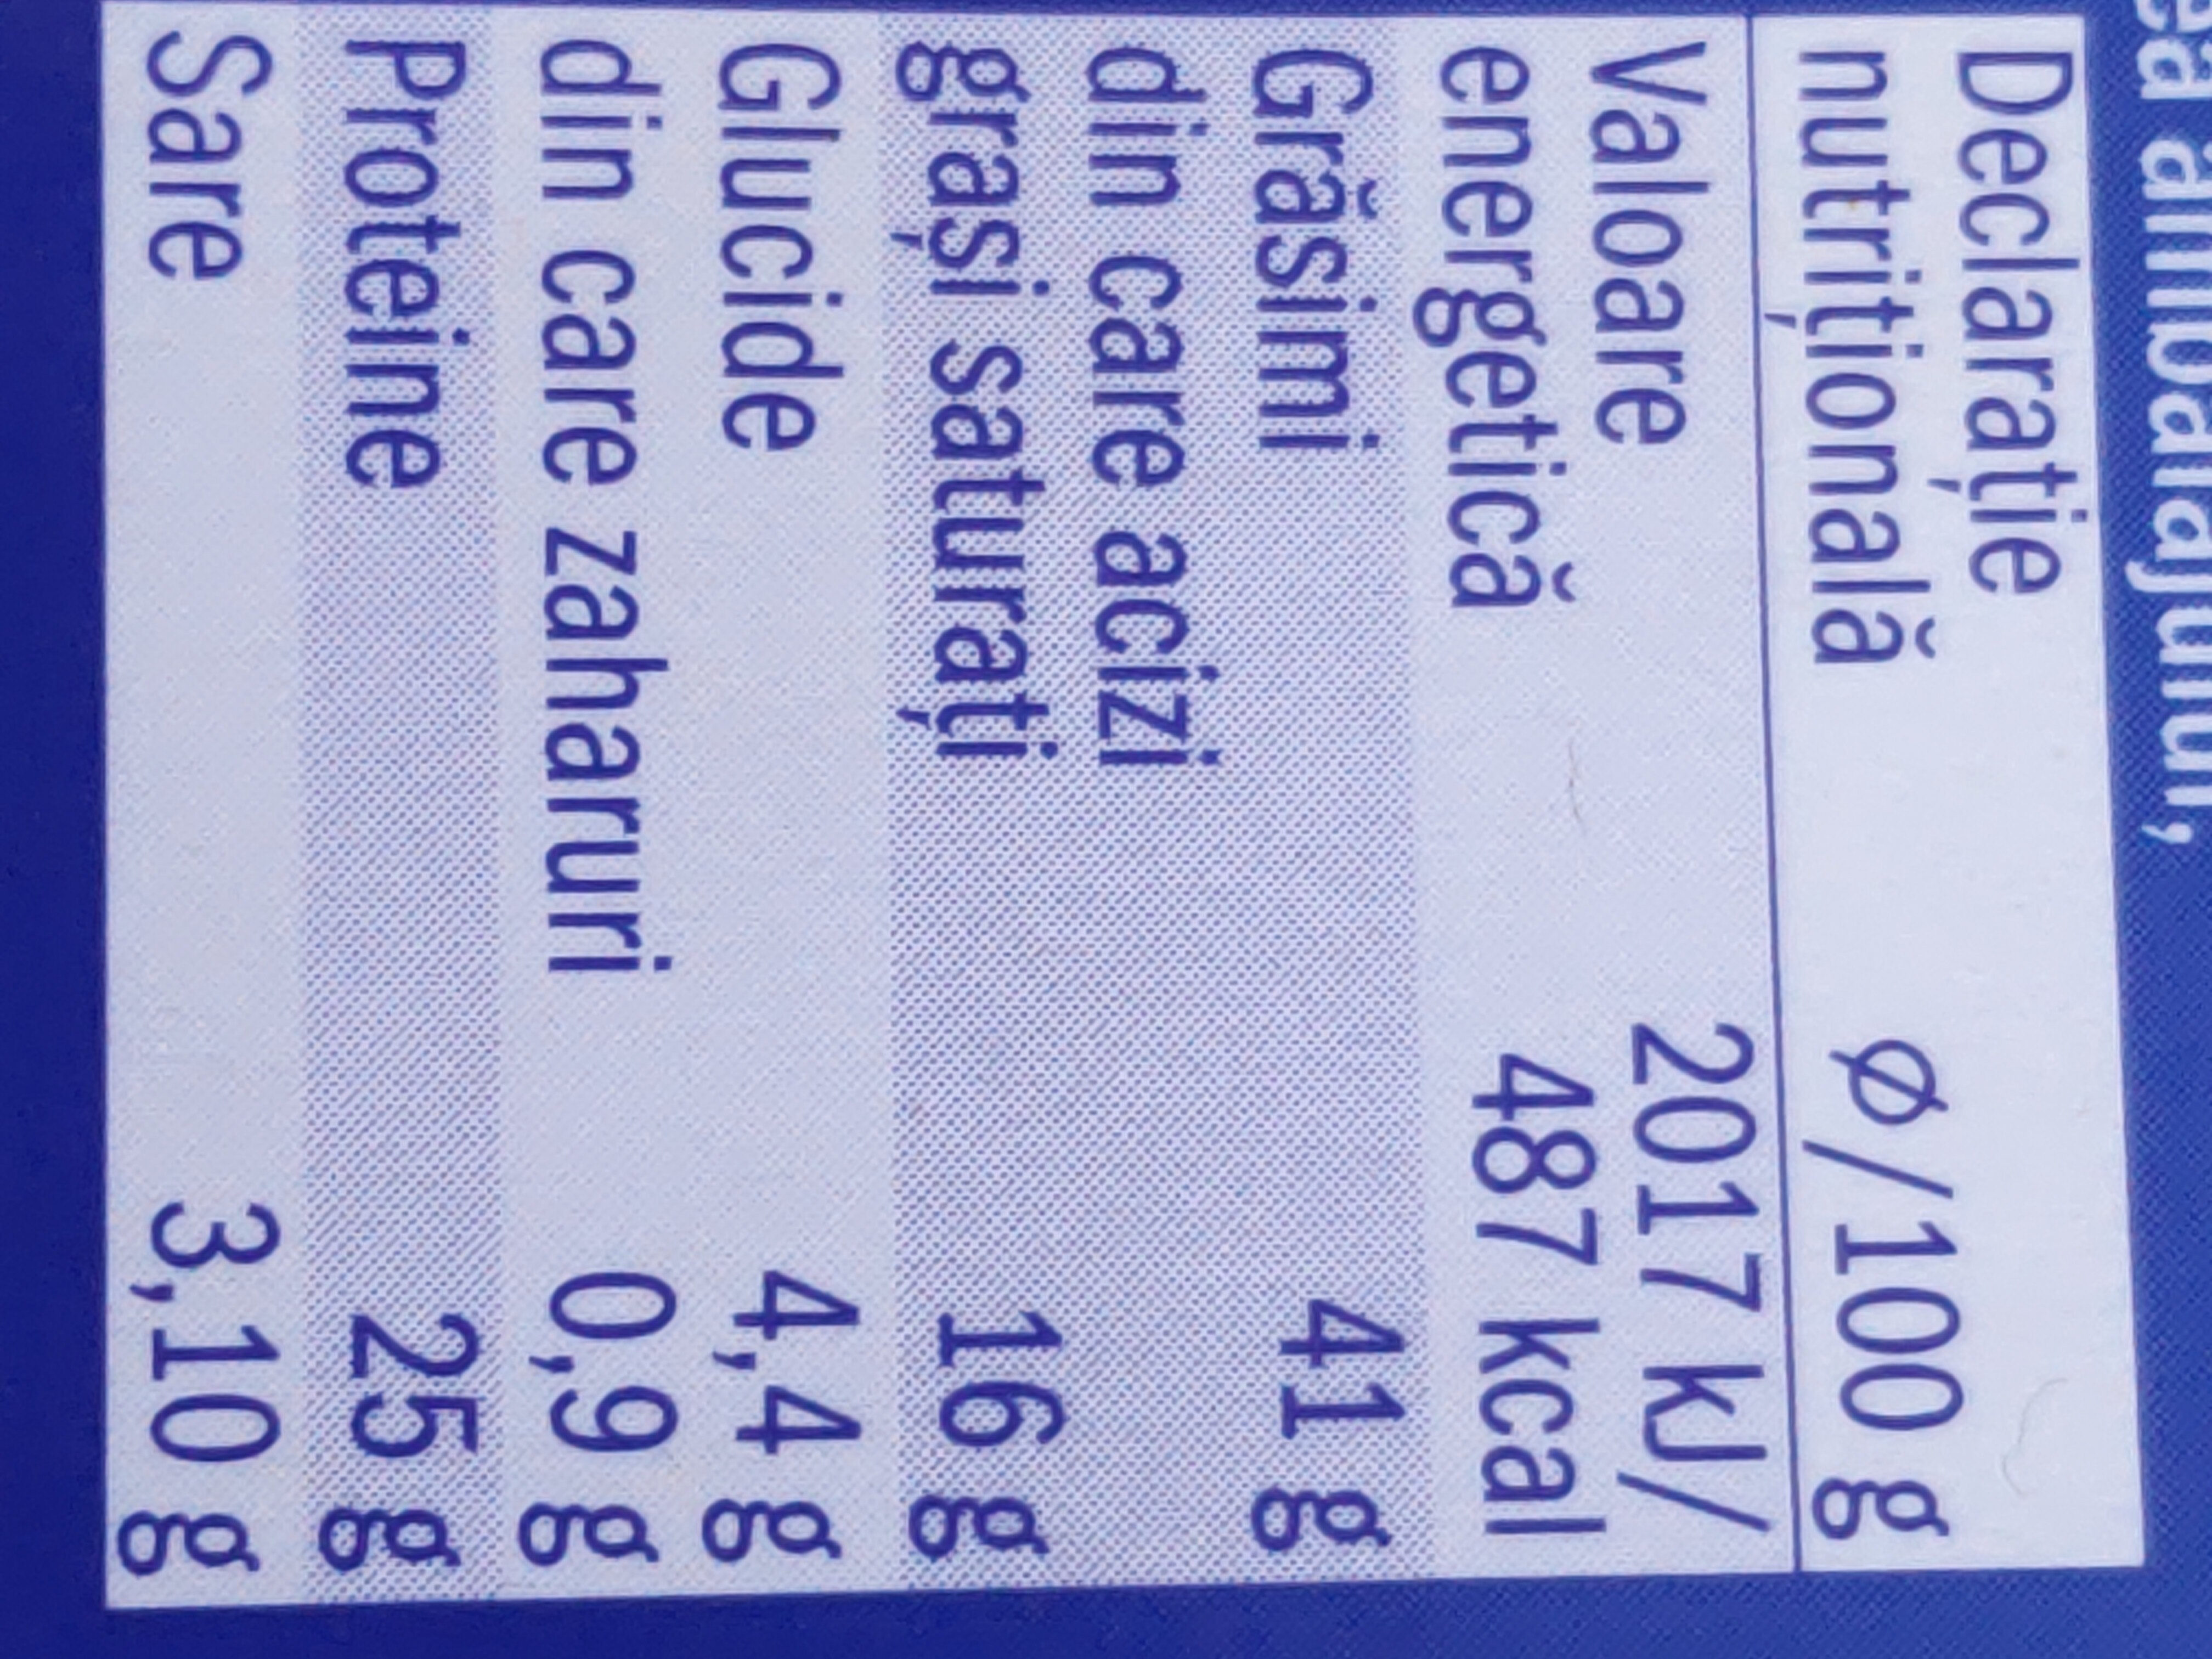 ambalajului,
Declarație
nutrițională ø/100 g
Valoare 2017 kJ/
energetică 487 kcal
Grăsimi 41 g
din care acizi
grași saturați 16 g
Glucide 4,4 g
din care zaharuri 0,9 g
Proteine 25 g
Sare 3,10 g